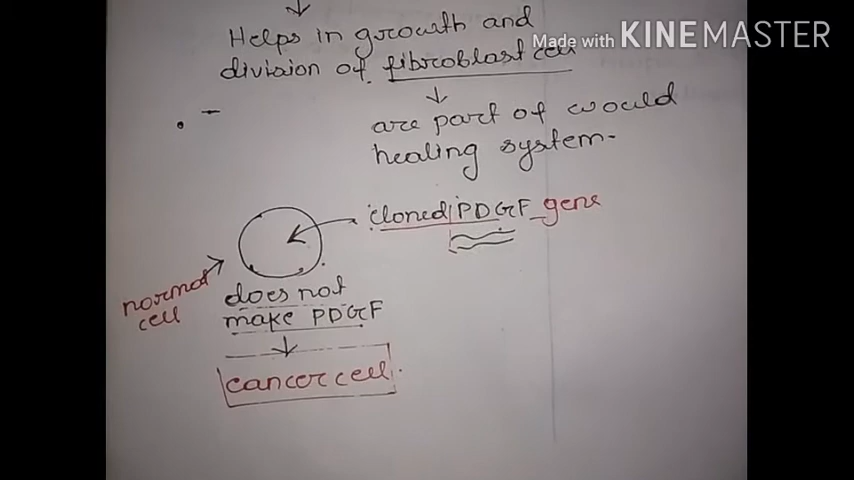 Helps in growth and
division of fibroblast cell
Made with KINEMASTER
are part of would
healing system-
cloned PDGF gene
normal
cell
does not
make PDGF
cancer cell